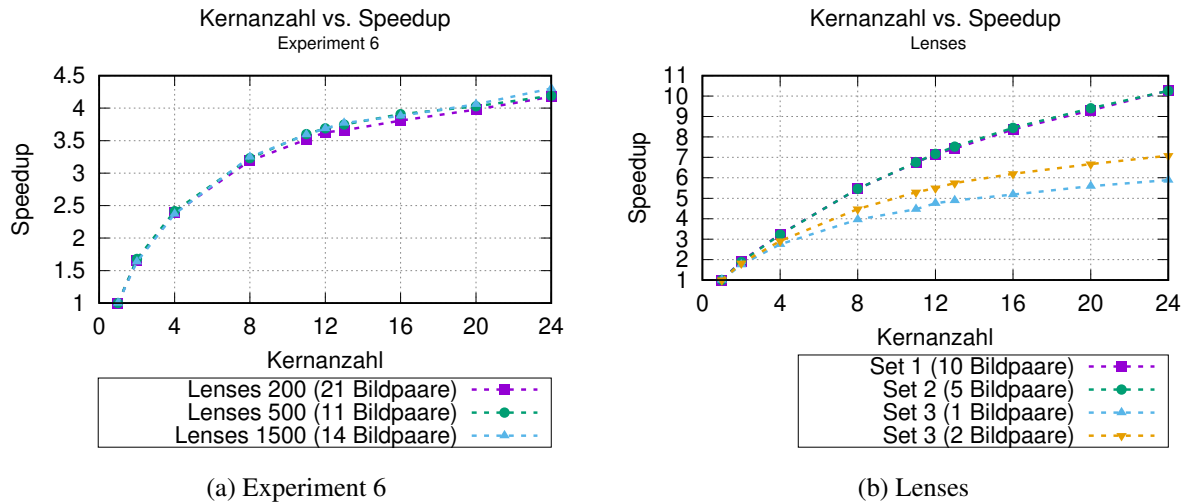 Kernanzahl vs. Speedup
Experiment 6
4.5
4
3.5
3
2.5
2
1.5
1
Speedup
0 4 8 12 16 20 24
Kernanzahl
Lenses 200 (21 Bildpaare)
Lenses 500 (11 Bildpaare)
Lenses 1500 (14 Bildpaare)
(a) Experiment 6
Kernanzahl vs. Speedup
Lenses
11
10
9
8
7
6
5
4
3
2
1
Speedup
0 4 8 12 16 20 24
Kernanzahl
Set 1 (10 Bildpaare)
Set 2 (5 Bildpaare)
Set 3 (1 Bildpaare)
Set 3 (2 Bildpaare)
(b) Lenses